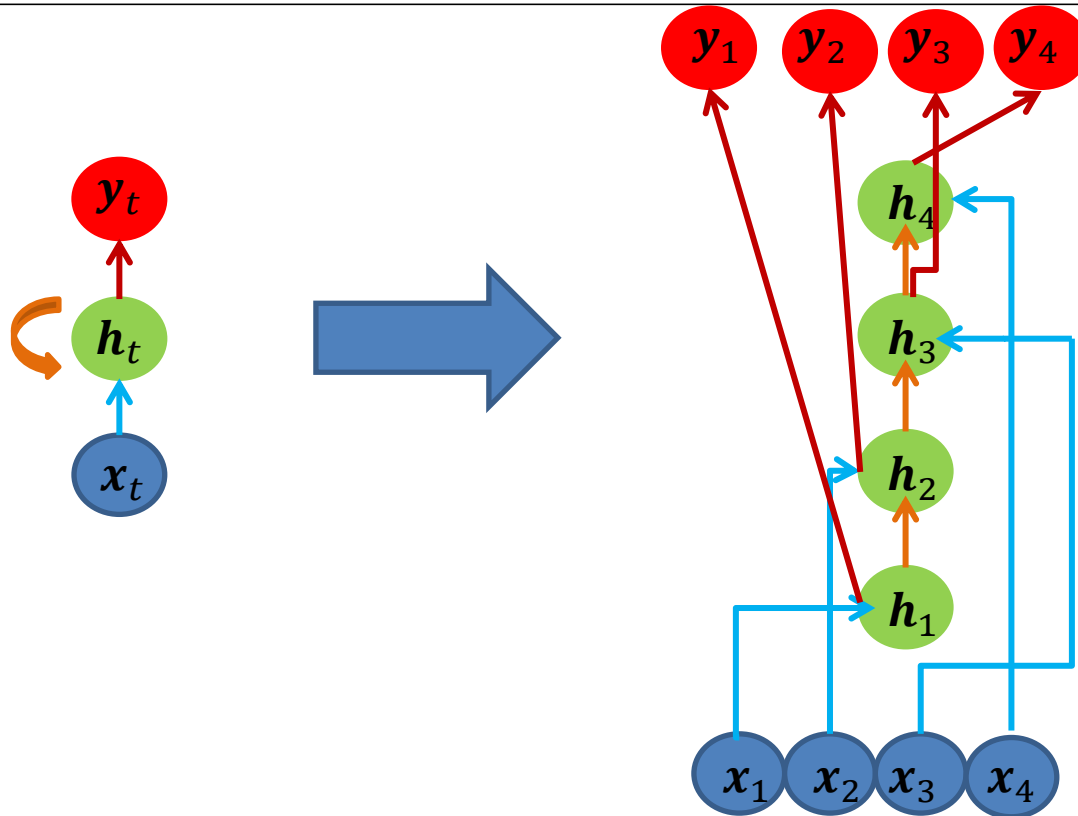 y₁ y₂ y₃ y₄
yₜ
h₄
hₜ
h₃
xₜ
h₂
h₁
x₁ x₂ x₃ x₄